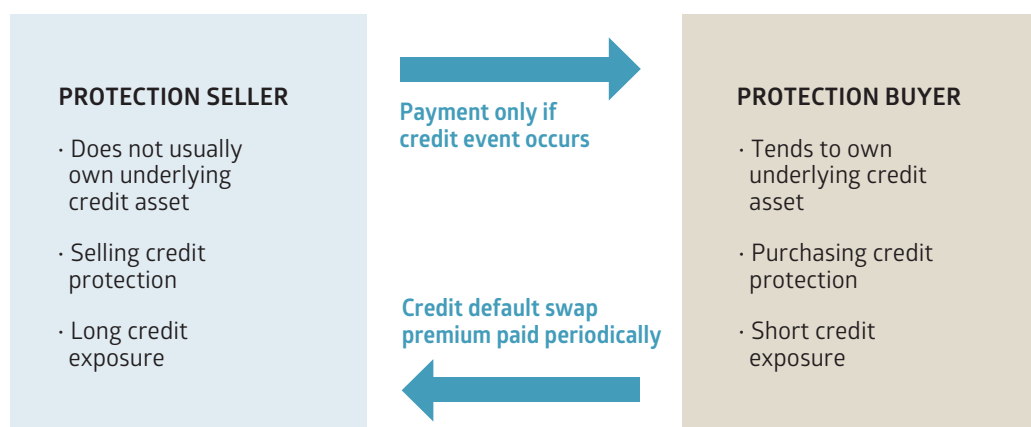 PROTECTION SELLER
· Does not usually
own underlying
credit asset
· Selling credit
protection
· Long credit
exposure
Payment only if
credit event occurs
Credit default swap
premium paid periodically
PROTECTION BUYER
· Tends to own
underlying credit
asset
· Purchasing credit
protection
· Short credit
exposure